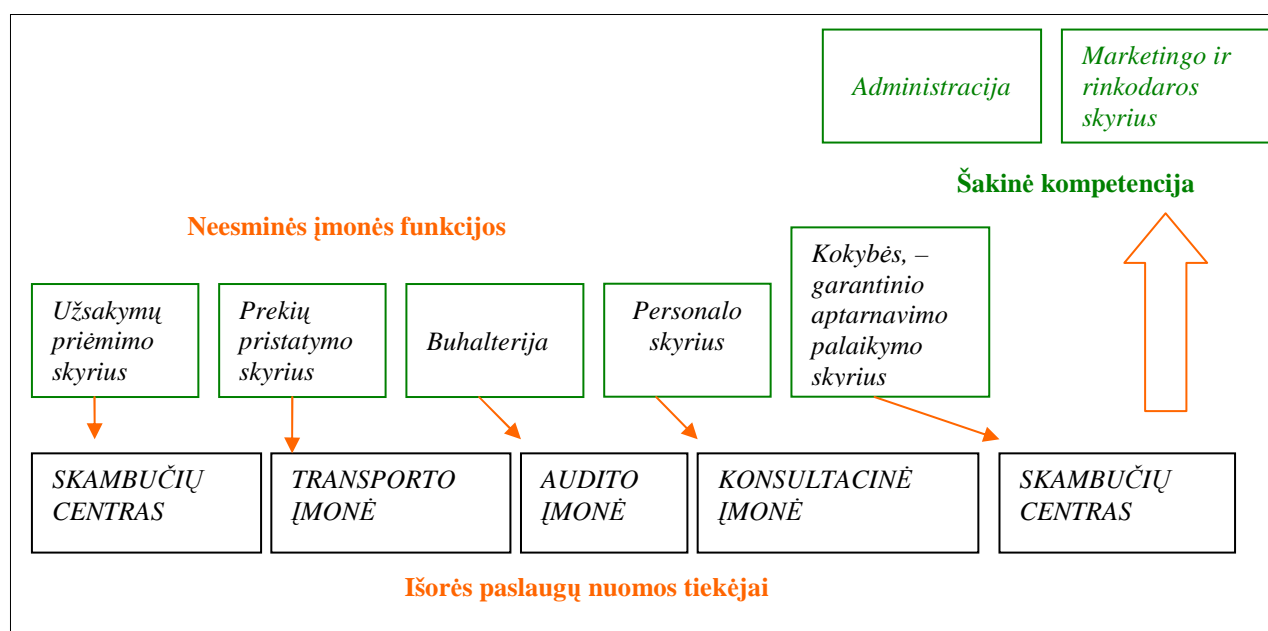 Administracija
Marketingo ir
rinkodaros
skyrius
Šakinė kompetencija
Neesminės įmonės funkcijos
Užsakymų
priėmimo
skyrius
Prekių
pristatymo
skyrius
Buhalterija
Personalo
skyrius
Kokybės, –
garantinio
aptarnavimo
palaikymo
skyrius
SKAMBUČIŲ
CENTRAS
TRANSPORTO
ĮMONĖ
AUDITO
ĮMONĖ
KONSULTACINĖ
ĮMONĖ
SKAMBUČIŲ
CENTRAS
Išorės paslaugų nuomos tiekėjai